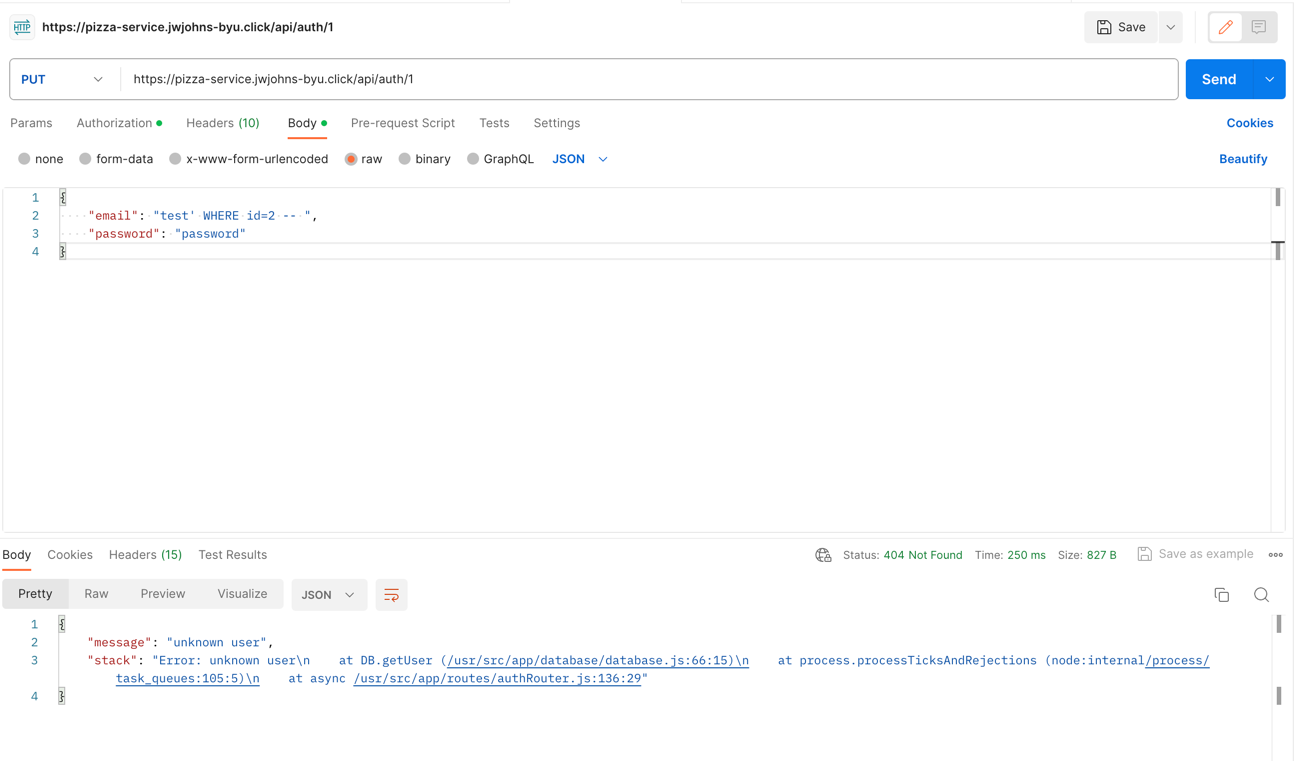 HTTP https://pizza-service.jwjohns-byu.click/api/auth/1 Save
PUT https://pizza-service.jwjohns-byu.click/api/auth/1 Send
Params Authorization Headers (10) Body Pre-request Script Tests Settings Cookies
none form-data x-www-form-urlencoded raw binary GraphQL JSON Beautify
1 {
2 "email": "test' WHERE id=2 -- ",
3 "password": "password"
4 }
Body Cookies Headers (15) Test Results Status: 404 Not Found Time: 250 ms Size: 827 B Save as example
Pretty Raw Preview Visualize JSON
1 {
2 "message": "unknown user",
3 "stack": "Error: unknown user\n    at DB.getUser (/usr/src/app/database/database.js:66:15)\n    at process.processTicksAndRejections (node:internal/process/
task_queues:105:5)\n    at async /usr/src/app/routes/authRouter.js:136:29"
4 }